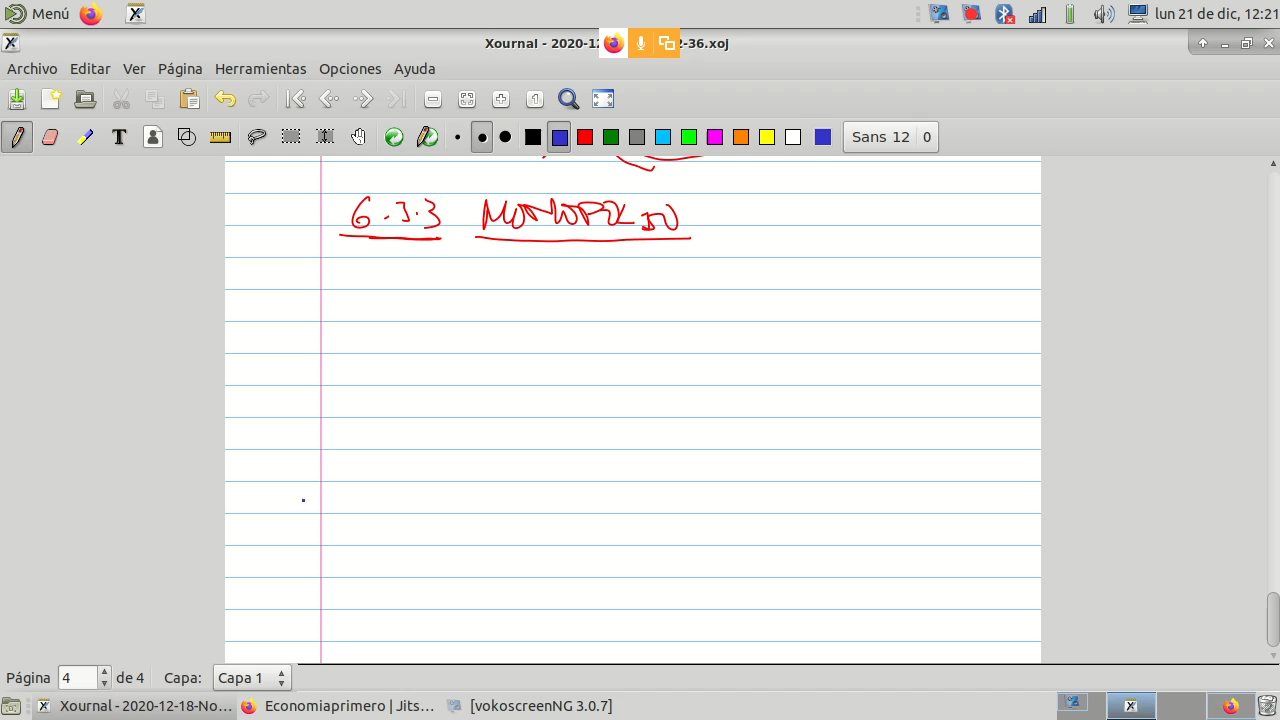 Menú lun 21 de dic, 12:21
Xournal - 2020-12 2-36.xoj
Archivo Editar Ver Página Herramientas Opciones Ayuda
Sans 12 0
6.3.3 MONOPOLIO
Página 4 de 4 Capa: Capa 1
Xournal - 2020-12-18-No... Economiaprimero | Jits... [vokoscreenNG 3.0.7]